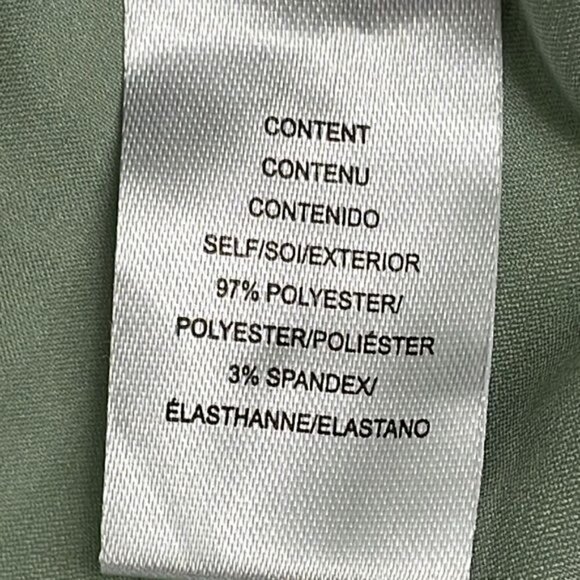 CONTENT
CONTENU
CONTENIDO
SELF/SOI/EXTERIOR
97% POLYESTER/
POLYESTER/POLIÉSTER
3% SPANDEX/
ÉLASTHANNE/ELASTANO